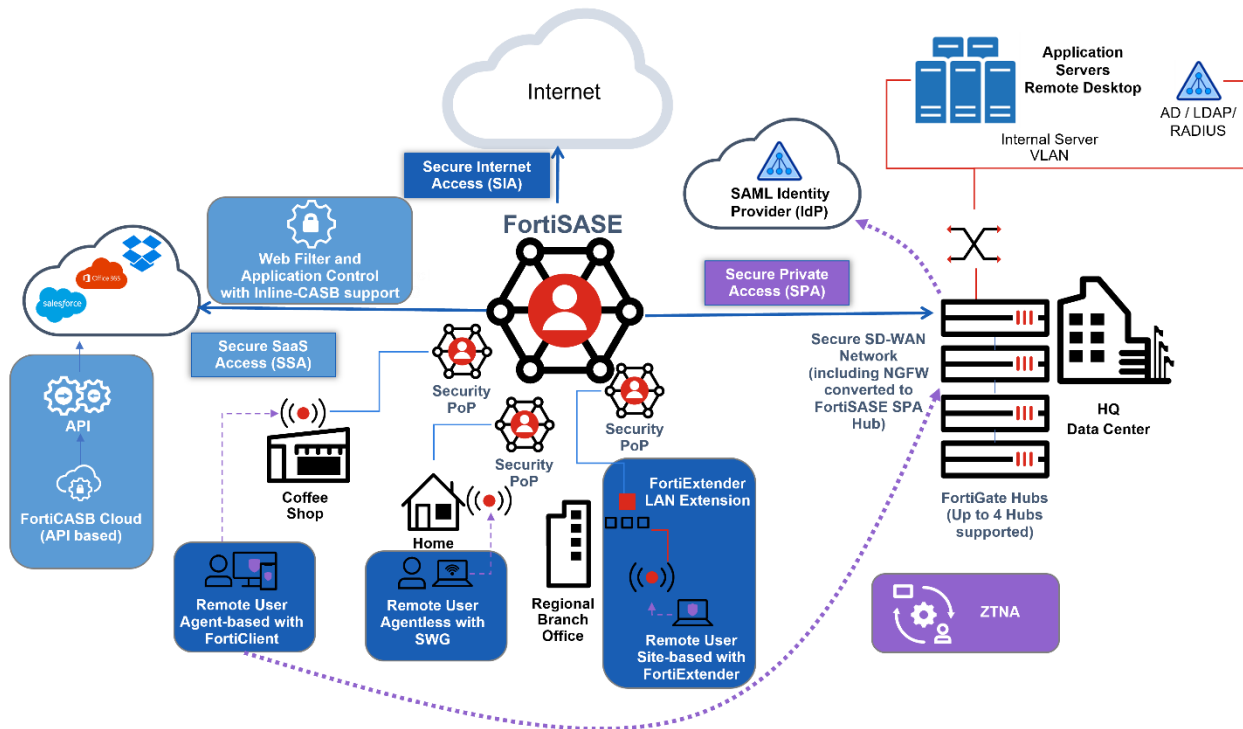 Internet
Application
Servers
Remote Desktop
AD / LDAP/
RADIUS
Internal Server
VLAN
Secure Internet
Access (SIA)
SAML Identity
Provider (IdP)
FortiSASE
Web Filter and
Application Control
with Inline-CASB support
Secure Private
Access (SPA)
Office 365
salesforce
Secure SaaS
Access (SSA)
Security
PoP
Security
PoP
Security
PoP
Secure SD-WAN
Network
(including NGFW
converted to
FortiSASE SPA
Hub)
HQ
Data Center
API
FortiCASB Cloud
(API based)
Coffee
Shop
Home
FortiExtender
LAN Extension
FortiGate Hubs
(Up to 4 Hubs
supported)
Remote User
Agent-based with
FortiClient
Remote User
Agentless with
SWG
Regional
Branch
Office
Remote User
Site-based with
FortiExtender
ZTNA